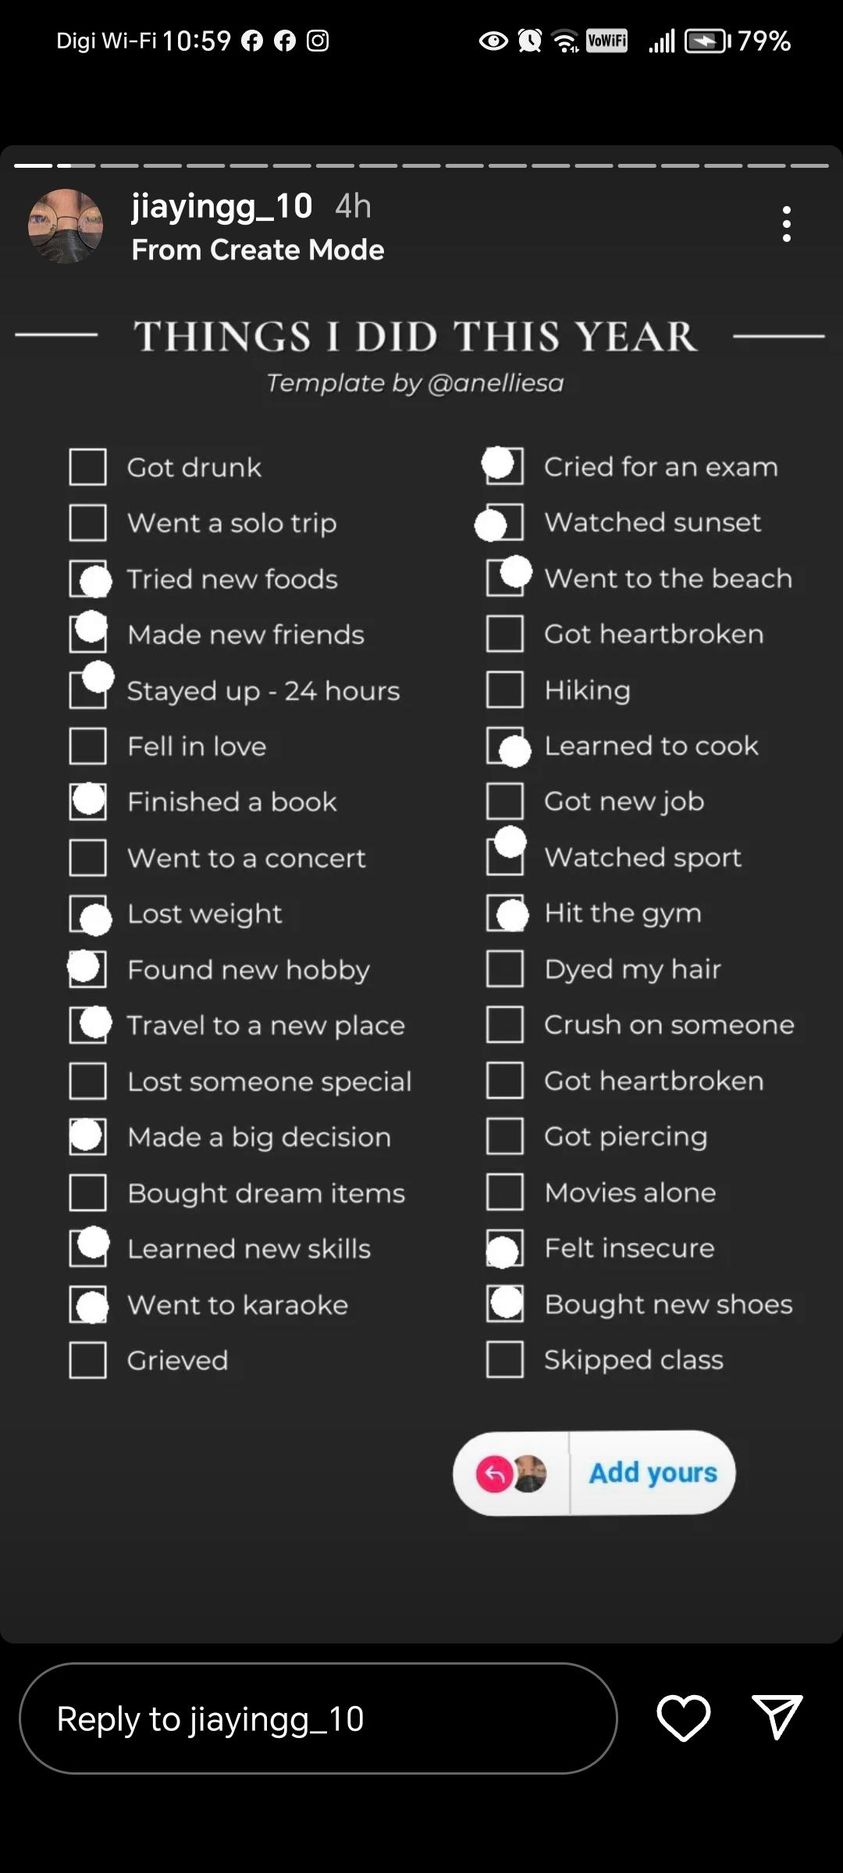 Digi Wi-Fi 10:59 VoWiFi 79%
jiayingg_10 4h
From Create Mode
THINGS I DID THIS YEAR
Template by @anelliesa
Got drunk
Went a solo trip
Tried new foods
Made new friends
Stayed up - 24 hours
Fell in love
Finished a book
Went to a concert
Lost weight
Found new hobby
Travel to a new place
Lost someone special
Made a big decision
Bought dream items
Learned new skills
Went to karaoke
Grieved
Cried for an exam
Watched sunset
Went to the beach
Got heartbroken
Hiking
Learned to cook
Got new job
Watched sport
Hit the gym
Dyed my hair
Crush on someone
Got heartbroken
Got piercing
Movies alone
Felt insecure
Bought new shoes
Skipped class
Add yours
Reply to jiayingg_10